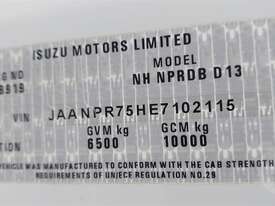 ISUZU MOTORS LIMITED
MODEL
NH NPRDB D13
VIN JAANPR75HE7102115
GVM kg GCM kg
6500 10000
VEHICLE WAS MANUFACTURED TO CONFORM WITH THE CAB STRENGTH
REQUIREMENTS OF UN/ECE REGULATION NO.29